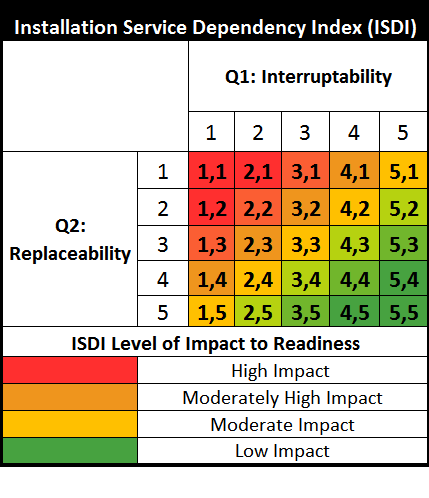 Installation Service Dependency Index (ISDI)
Q1: Interruptability
1 2 3 4 5
Q2:
Replaceability
1 1,1 2,1 3,1 4,1 5,1
2 1,2 2,2 3,2 4,2 5,2
3 1,3 2,3 3,3 4,3 5,3
4 1,4 2,4 3,4 4,4 5,4
5 1,5 2,5 3,5 4,5 5,5
ISDI Level of Impact to Readiness
High Impact
Moderately High Impact
Moderate Impact
Low Impact